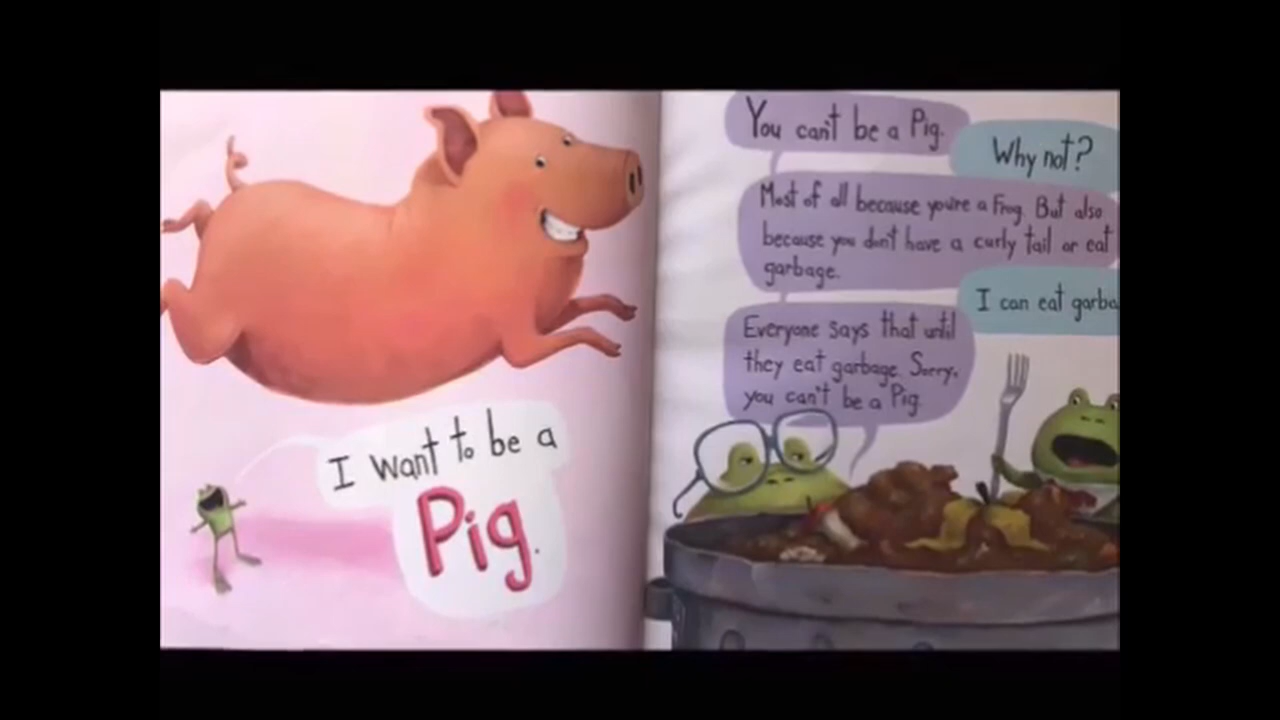 I want to be a
Pig.
You can't be a Pig.
Why not?
Most of all because you're a Frog. But also
because you don't have a curly tail or eat
garbage.
I can eat garba
Everyone says that until
they eat garbage. Sorry,
you can't be a Pig.